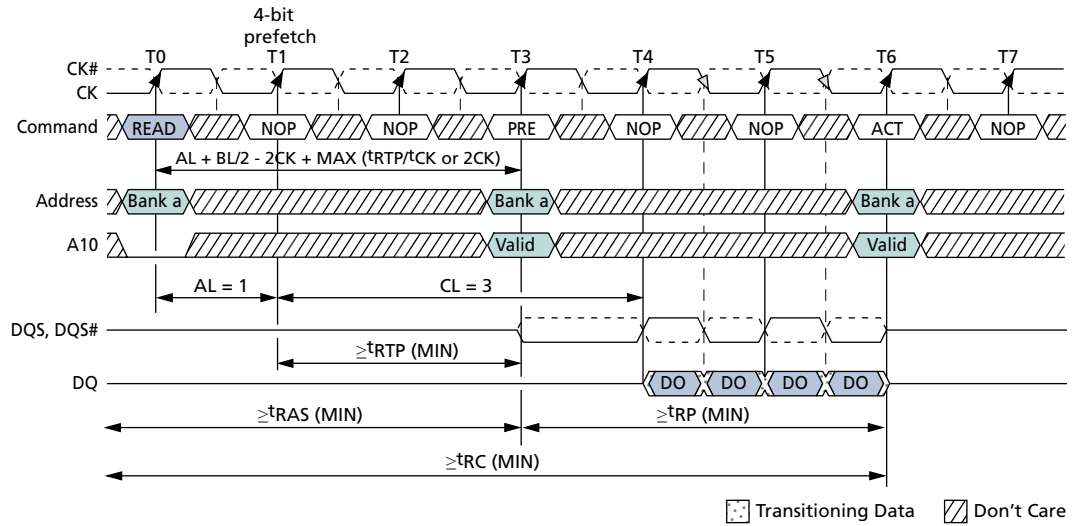 4-bit
prefetch
T0 T1 T2 T3 T4 T5 T6 T7
CK#
CK
Command READ NOP NOP PRE NOP NOP ACT NOP
AL + BL/2 - 2CK + MAX (tRTP/tCK or 2CK)
Address Bank a Bank a Bank a
A10 Valid Valid
AL = 1 CL = 3
DQS, DQS#
≥tRTP (MIN)
DQ DO DO DO DO
≥tRAS (MIN) ≥tRP (MIN)
≥tRC (MIN)
Transitioning Data Don't Care